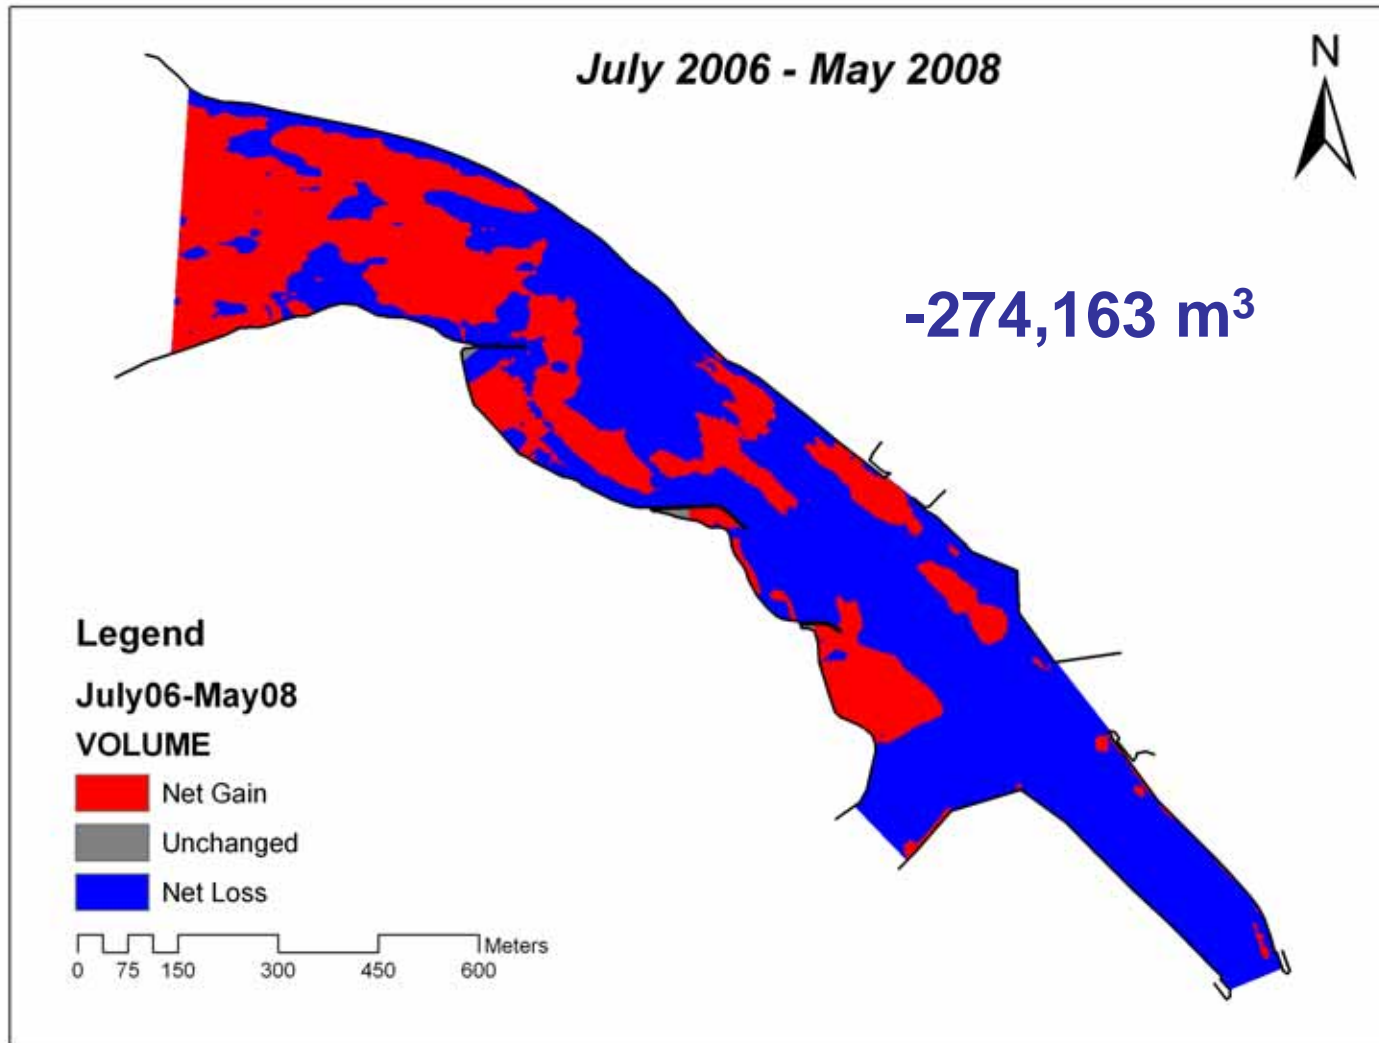 July 2006 - May 2008
N
-274,163 m³
Legend
July06-May08
VOLUME
Net Gain
Unchanged
Net Loss
Meters
0 75 150 300 450 600